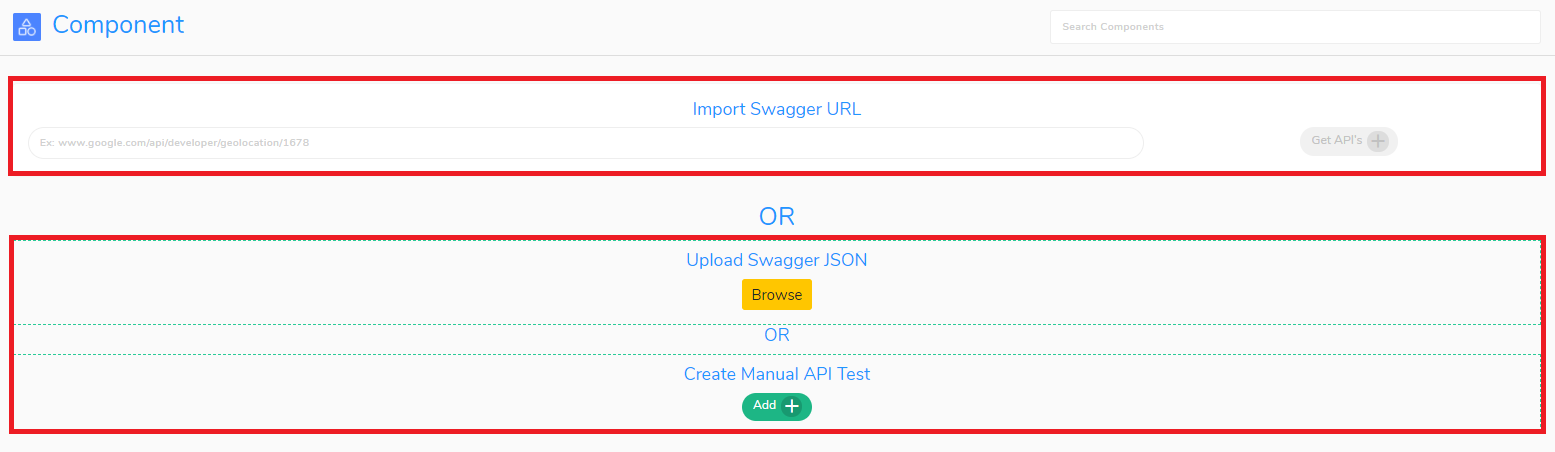 Component
Search Components
Import Swagger URL
Ex: www.google.com/api/developer/geolocation/1678
Get API's
OR
Upload Swagger JSON
Browse
OR
Create Manual API Test
Add